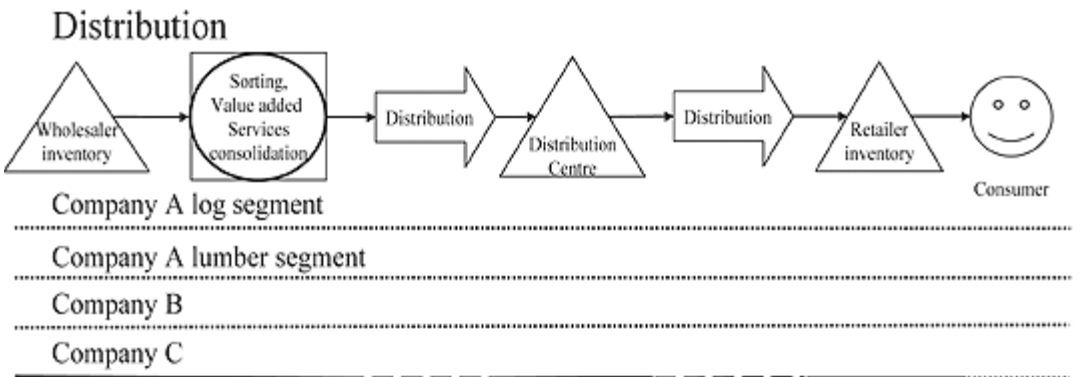 Distribution
Wholesaler
inventory
Sorting,
Value added
Services
consolidation
Distribution
Distribution
Centre
Distribution
Retailer
inventory
Consumer
Company A log segment
Company A lumber segment
Company B
Company C